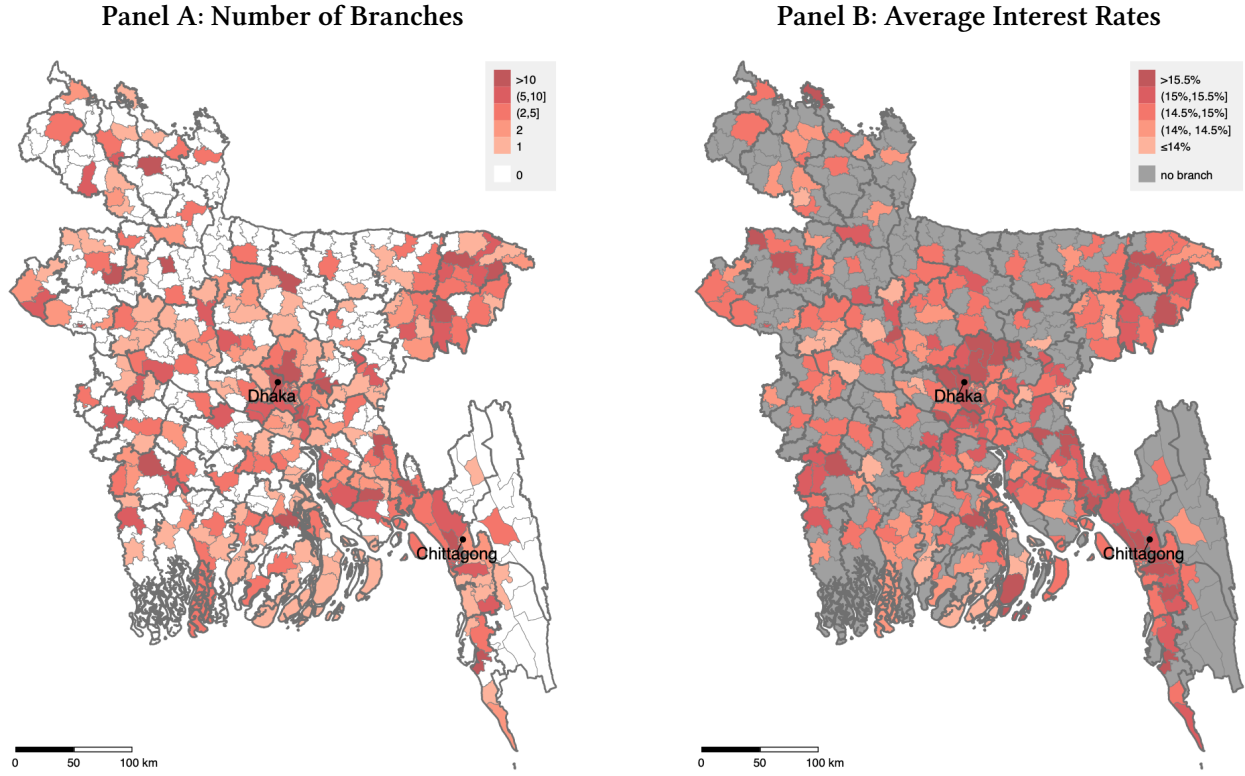 Panel A: Number of Branches
>10
(5,10]
(2,5]
2
1
0
Dhaka
Chittagong
0 50 100 km
Panel B: Average Interest Rates
>15.5%
(15%,15.5%]
(14.5%,15%]
(14%, 14.5%]
≤14%
no branch
Dhaka
Chittagong
0 50 100 km